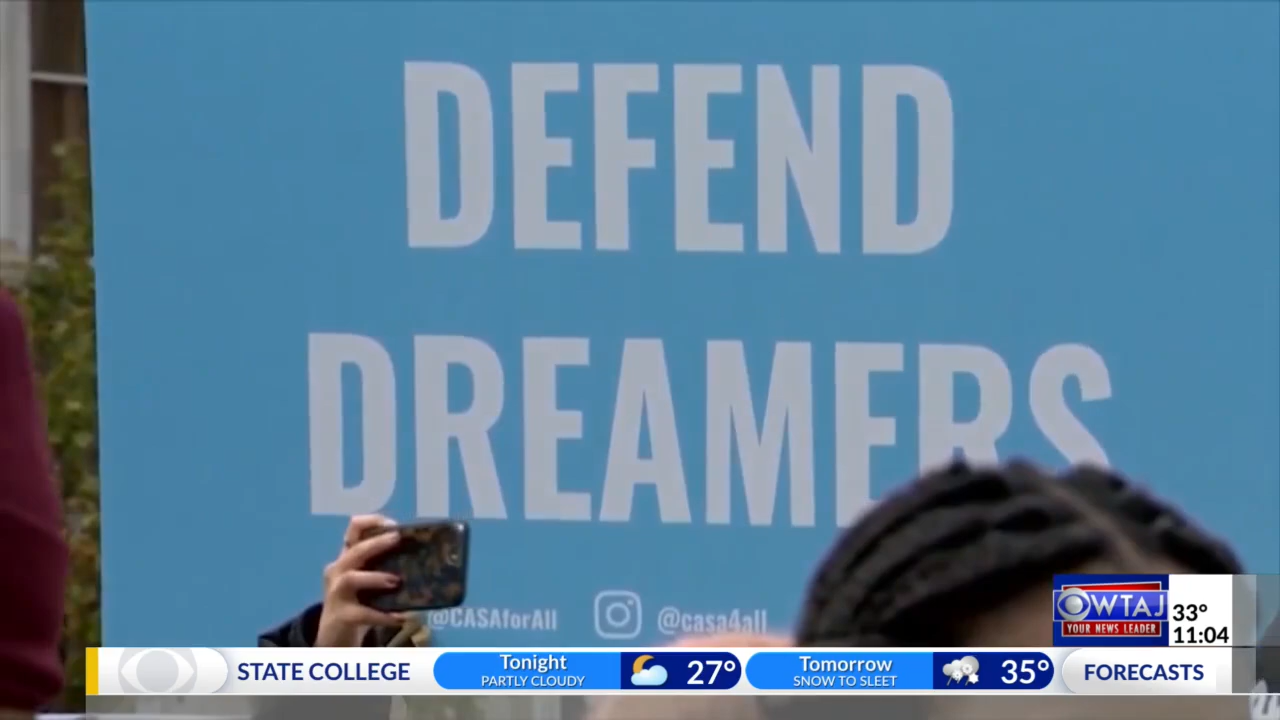 DEFEND
DREAMERS
@CASAforAll @casa4all
WTAJ
YOUR NEWS LEADER
33°
11:04
STATE COLLEGE
Tonight
PARTLY CLOUDY
27°
Tomorrow
SNOW TO SLEET
35°
FORECASTS